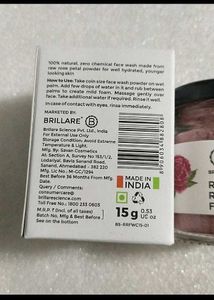 100% natural, zero chemical face wash made from
raw rose petal powder for well hydrated, younger
looking skin
How to Use: Take coin size face wash powder on wet
palm. Add few drops of water in it and rub between
palms to create mild foam. Massage gently over
face. Take additional water if required. Rinse it well.
In case of contact with eyes, rinse immediately.
MARKETED BY
BRILLARE B
Brillare Science Pvt. Ltd., India
For External Use Only
Storage Condition: Avoid Extreme
Temperature & Light.
Mfg. By: Savan Cosmetics
At: Section A, Survey No 153/1/2,
Lodariyal, Bavla Sanand Road,
Sanand, Ahmedabad - 382 220
Mfg. Lic No.: M-GC/1294
Best Before 36 Months From
Date of Mfg.
Query / Comments:
consumercare@
brillarescience.com
Toll Free No.: 1800 233 0603
M.R.P. ₹ (Incl. of all taxes)
Batch No, Mfg & Best Before :
see on the bottom
MADE IN
INDIA
15g 0.53
UC oz
BS-RRFWC15-01
R